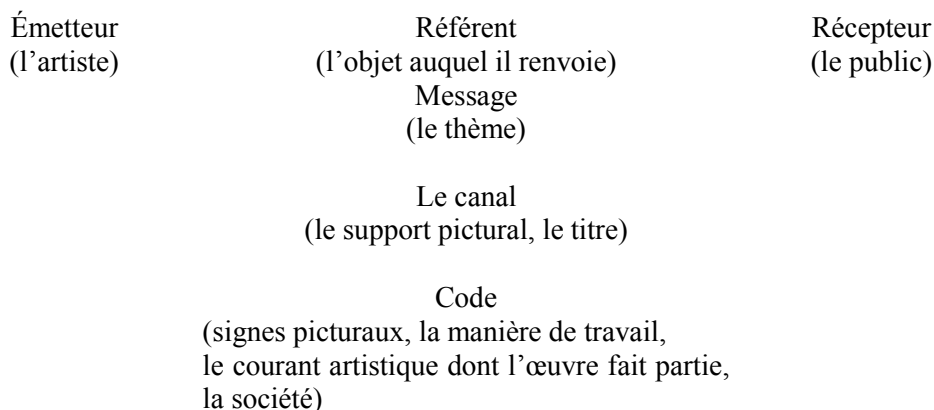 Émetteur Référent Récepteur
(l’artiste) (l’objet auquel il renvoie) (le public)
Message
(le thème)
Le canal
(le support pictural, le titre)
Code
(signes picturaux, la manière de travail,
le courant artistique dont l’œuvre fait partie,
la société)